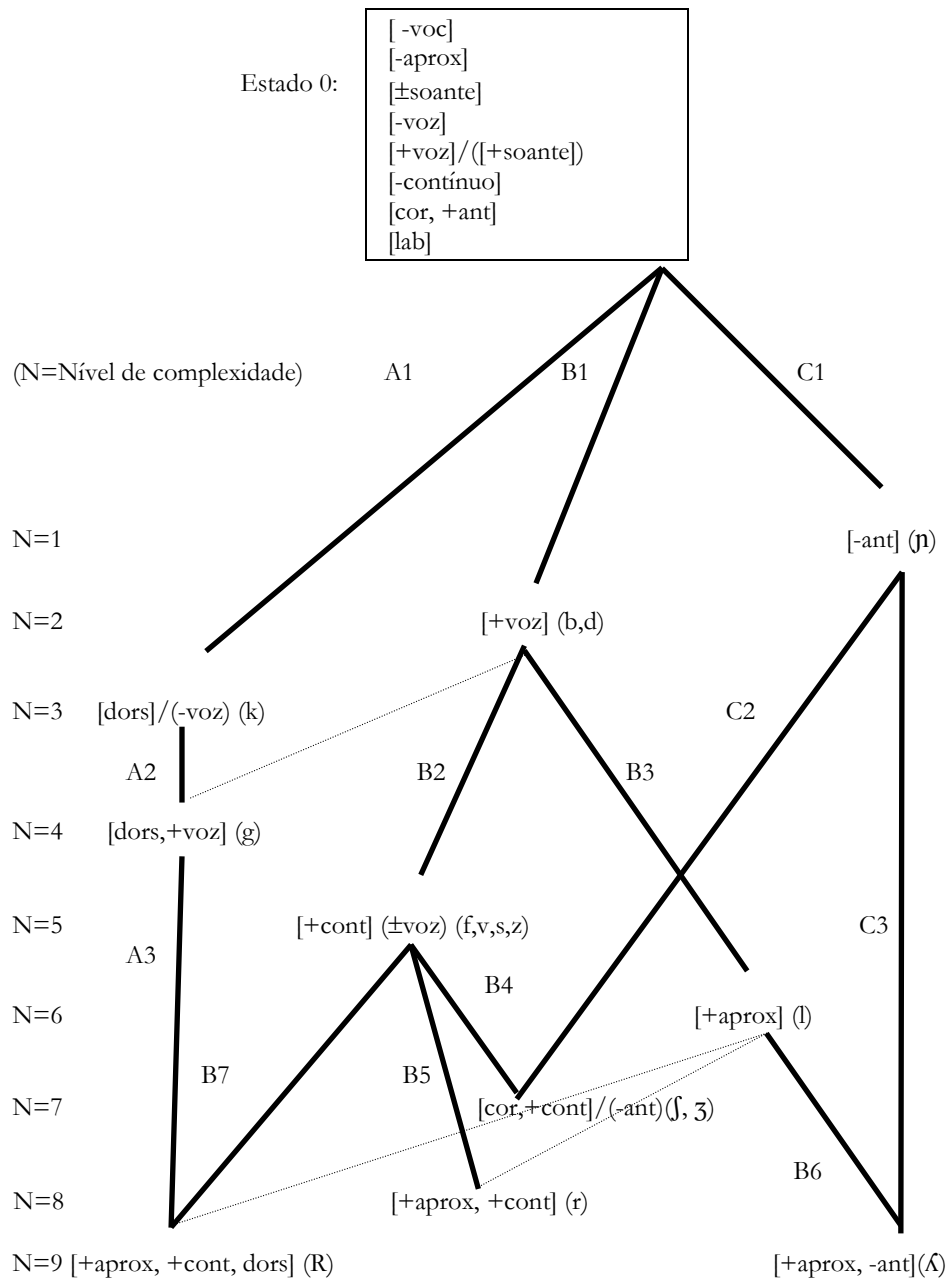 [ -voc]
[-aprox]
Estado 0: [±soante]
[-voz]
[+voz]/([+soante])
[-contínuo]
[cor, +ant]
[lab]
(N=Nível de complexidade) A1 B1 C1
N=1 [-ant] (ɲ)
N=2 [+voz] (b,d)
N=3 [dors]/(-voz) (k) C2
A2 B2 B3
N=4 [dors,+voz] (g)
N=5 [+cont] (±voz) (f,v,s,z) C3
A3
B4
N=6 [+aprox] (l)
B7 B5
N=7 [cor,+cont]/(-ant)(ʃ, ʒ)
B6
N=8 [+aprox, +cont] (r)
N=9 [+aprox, +cont, dors] (R) [+aprox, -ant](ʎ)